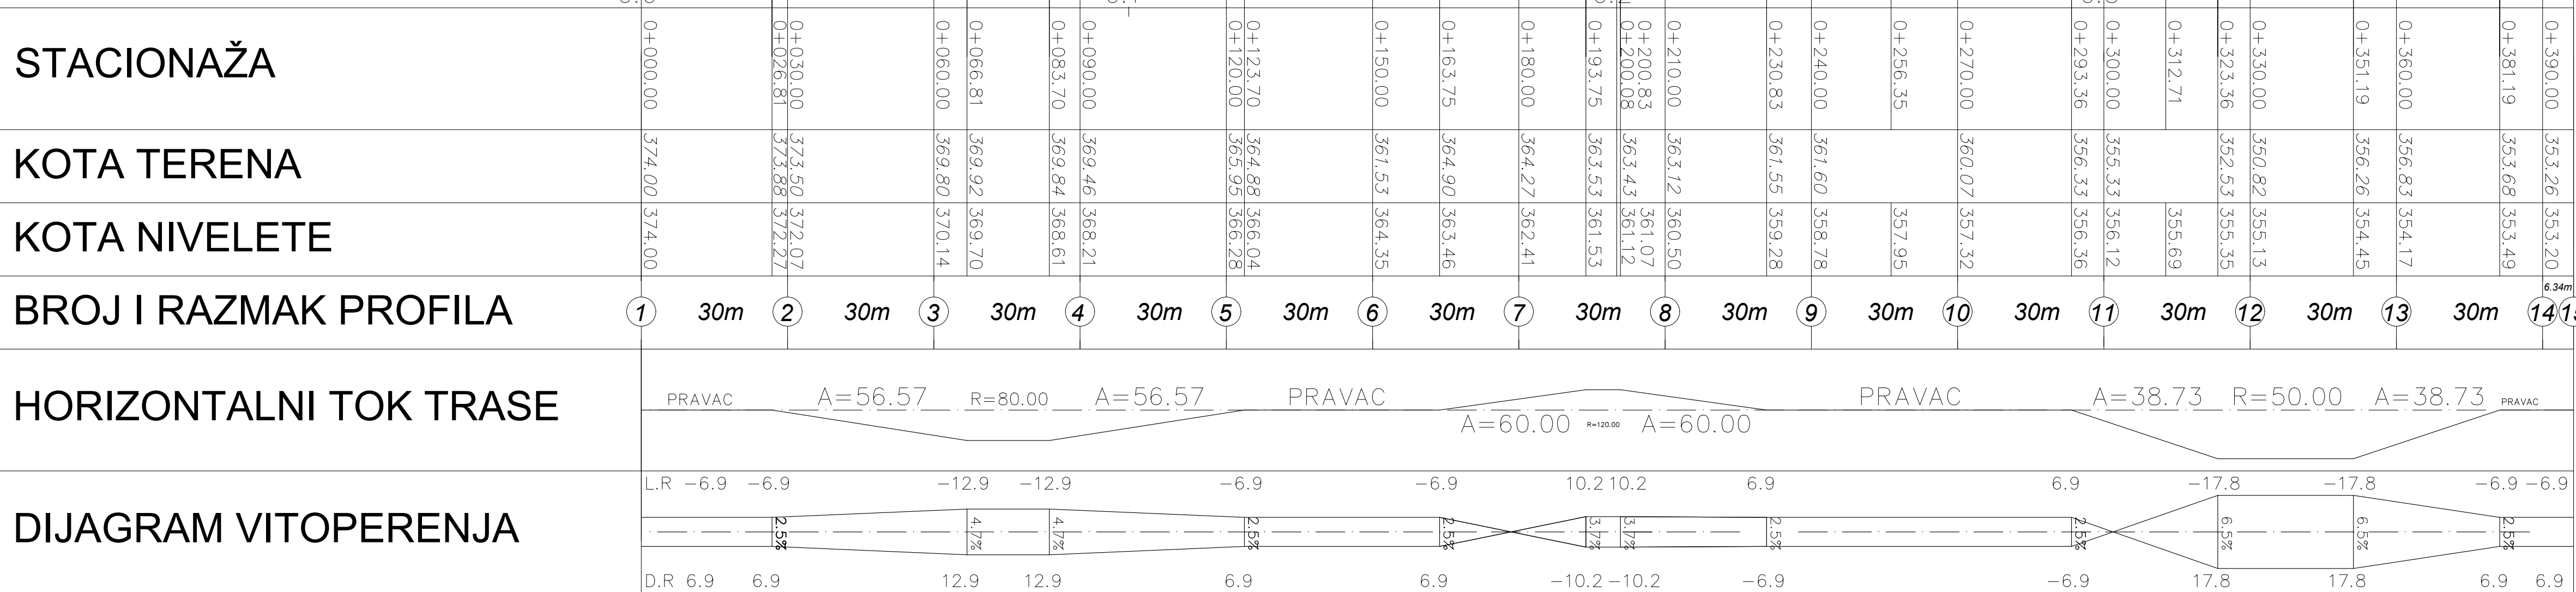 STACIONAŽA 0+000.00 0+026.81 0+030.00 0+060.00 0+066.81 0+083.70 0+090.00 0+120.00 0+123.70 0+150.00 0+163.75 0+180.00 0+193.75 0+200.08 0+200.83 0+210.00 0+230.83 0+240.00 0+256.35 0+270.00 0+293.36 0+300.00 0+312.71 0+323.36 0+330.00 0+351.19 0+360.00 0+381.19 0+390.00
KOTA TERENA 374.00 373.88 373.50 369.80 369.92 369.84 369.46 365.95 364.88 361.53 364.90 364.27 363.53 363.43 363.12 361.55 361.60 360.07 356.33 355.33 352.53 350.82 356.26 356.83 353.68 353.26
KOTA NIVELETE 374.00 372.27 372.07 370.14 369.70 368.61 368.21 366.28 366.04 364.35 363.46 362.41 361.53 361.12 361.07 360.50 359.28 358.78 357.95 357.32 356.36 356.12 355.69 355.35 355.13 354.45 354.17 353.49 353.20
6.34m
BROJ I RAZMAK PROFILA 1 30m 2 30m 3 30m 4 30m 5 30m 6 30m 7 30m 8 30m 9 30m 10 30m 11 30m 12 30m 13 30m 14
HORIZONTALNI TOK TRASE PRAVAC A=56.57 R=80.00 A=56.57 PRAVAC PRAVAC A=38.73 R=50.00 A=38.73 PRAVAC
A=60.00 R=120.00 A=60.00
L.R -6.9 -6.9 -12.9 -12.9 -6.9 -6.9 10.2 10.2 6.9 6.9 -17.8 -17.8 -6.9 -6.9
DIJAGRAM VITOPERENJA 2.5% 4.7% 4.7% 2.5% 2.5% 3.7% 3.7% 2.5% 2.5% 6.5% 6.5% 2.5%
D.R 6.9 6.9 12.9 12.9 6.9 6.9 -10.2 -10.2 -6.9 -6.9 17.8 17.8 6.9 6.9